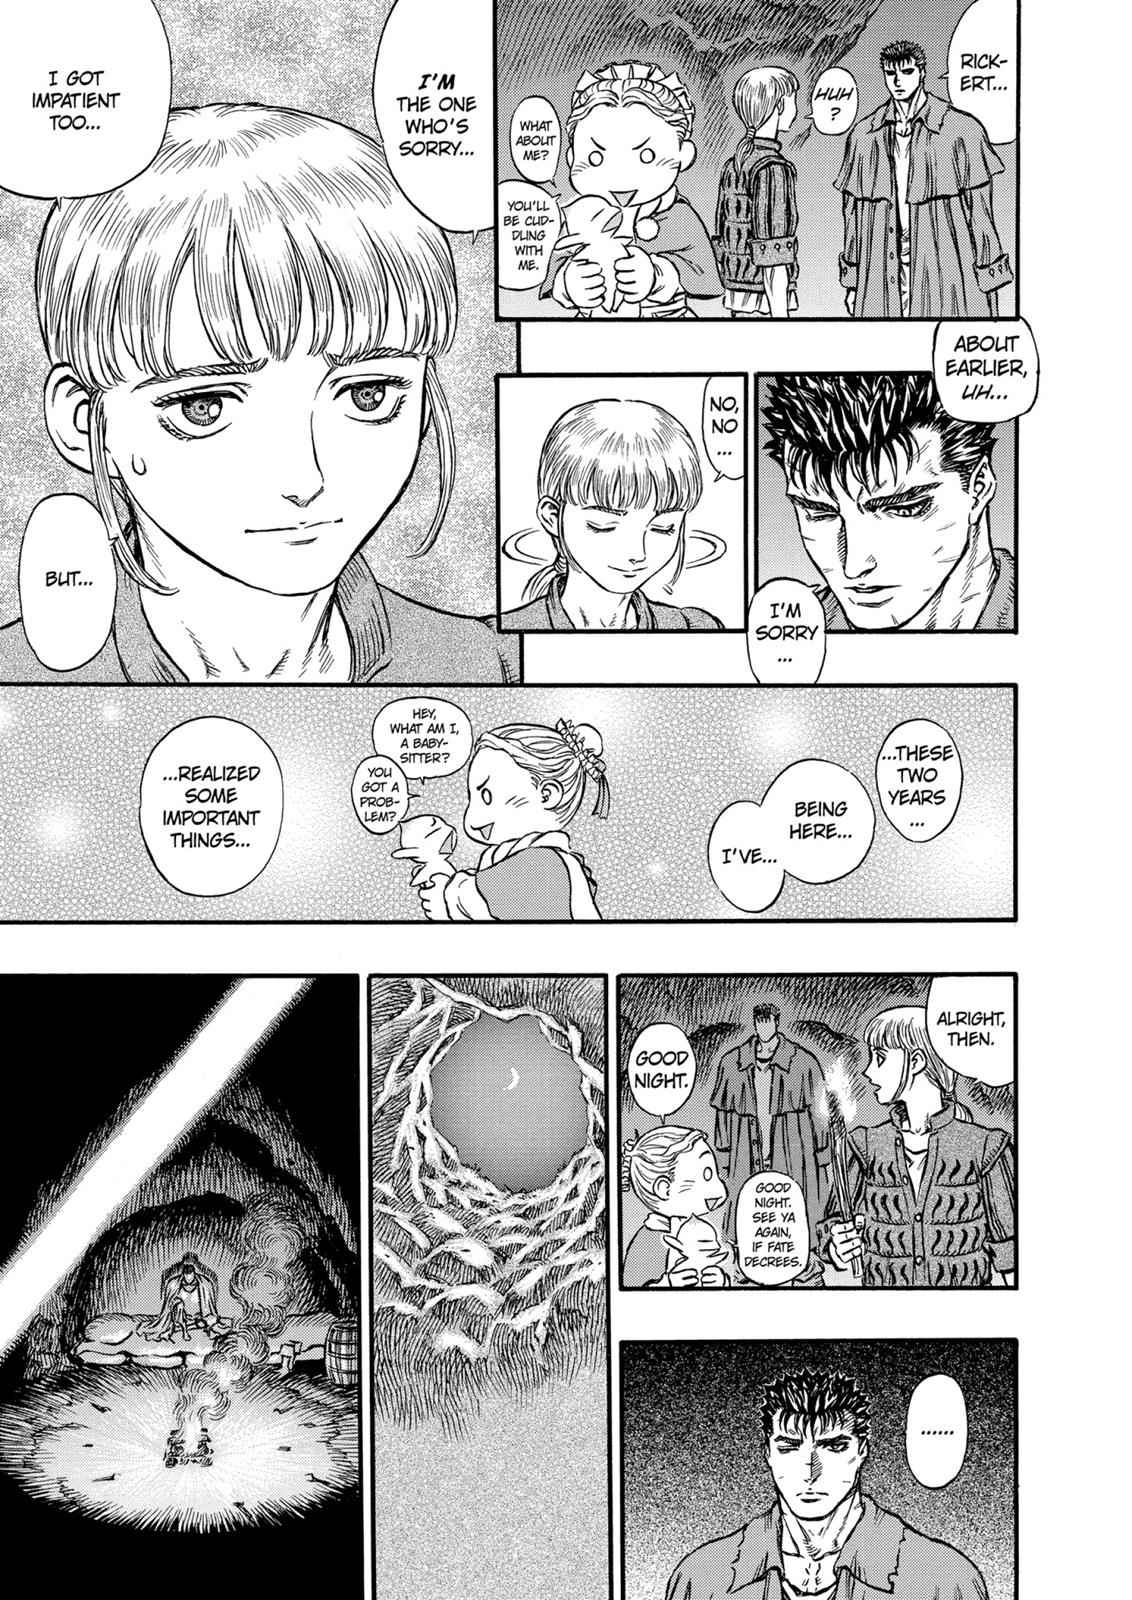 RICK-
ERT...
HUH
?
WHAT
ABOUT
ME?
YOU'LL
BE CUD-
DLING
WITH
ME.
ABOUT
EARLIER,
UH...
I'M
SORRY
...
NO,
NO
...
I'M
THE ONE
WHO'S
SORRY...
I GOT
IMPATIENT
TOO...
BUT...
...THESE
TWO
YEARS
...
BEING
HERE...
I'VE...
HEY,
WHAT AM I,
A BABY-
SITTER?
YOU
GOT A
PROB-
LEM?
...REALIZED
SOME
IMPORTANT
THINGS...
ALRIGHT,
THEN.
GOOD
NIGHT.
GOOD
NIGHT.
SEE YA
AGAIN,
IF FATE
DECREES.
......